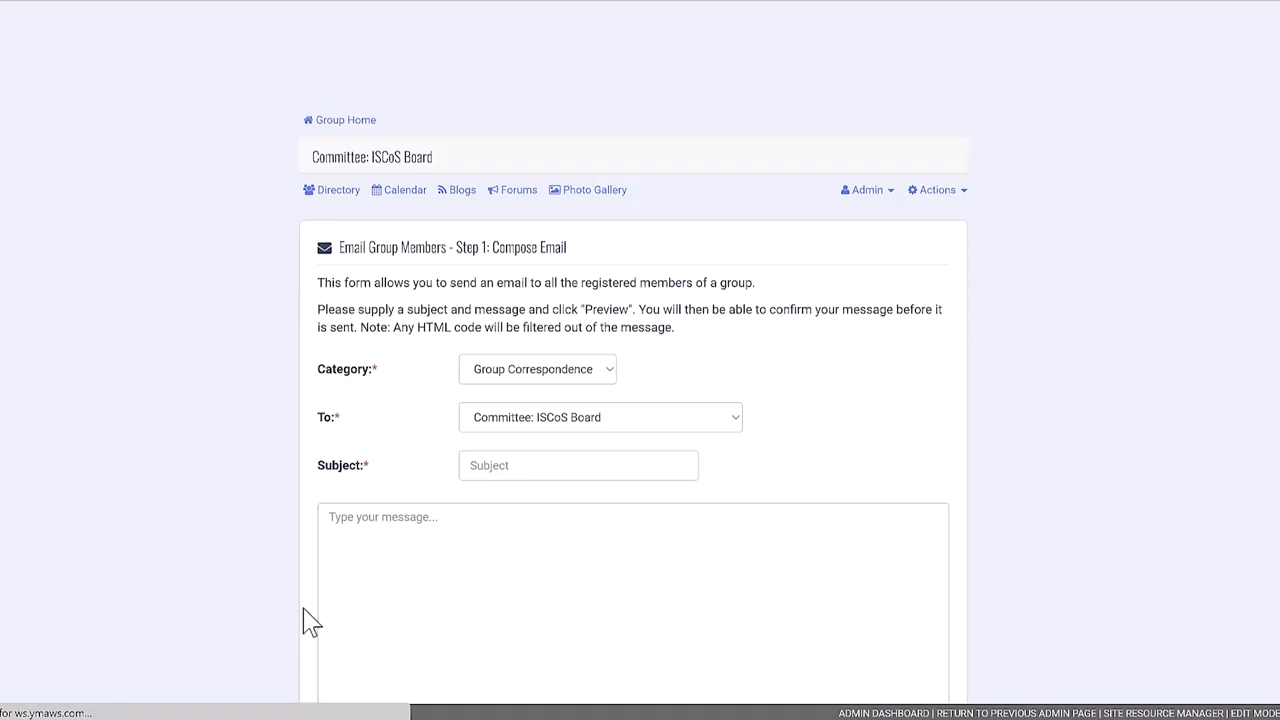 Group Home
Committee: ISCoS Board
Directory Calendar Blogs Forums Photo Gallery Admin Actions
Email Group Members - Step 1: Compose Email
This form allows you to send an email to all the registered members of a group.
Please supply a subject and message and click "Preview". You will then be able to confirm your message before it
is sent. Note: Any HTML code will be filtered out of the message.
Category:* Group Correspondence
To:* Committee: ISCoS Board
Subject:* Subject
Type your message...
for ws.ymaws.com... ADMIN DASHBOARD | RETURN TO PREVIOUS ADMIN PAGE | SITE RESOURCE MANAGER | EDIT MODE